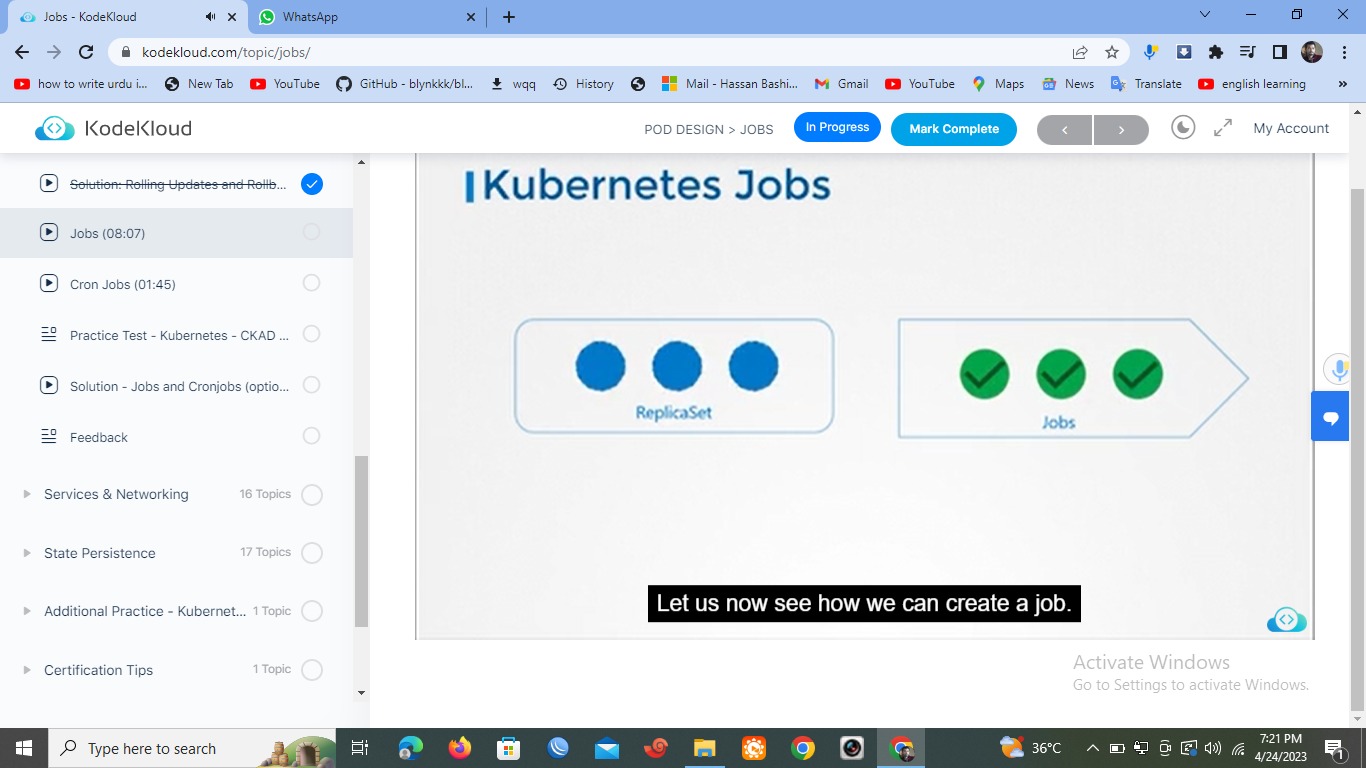 Jobs - KodeKloud
WhatsApp
kodekloud.com/topic/jobs/
how to write urdu i...
New Tab
YouTube
GitHub - blynkkk/bl...
wqq
History
Mail - Hassan Bashi...
Gmail
YouTube
Maps
News
Translate
english learning
»
KodeKloud
POD DESIGN > JOBS
In Progress
Mark Complete
My Account
Solution: Rolling Updates and Rollb...
Jobs (08:07)
Cron Jobs (01:45)
Practice Test - Kubernetes - CKAD ...
Solution - Jobs and Cronjobs (optio...
Feedback
Services & Networking 16 Topics
State Persistence 17 Topics
Additional Practice - Kubernet... 1 Topic
Certification Tips 1 Topic
Kubernetes Jobs
ReplicaSet
Jobs
Let us now see how we can create a job.
Activate Windows
Go to Settings to activate Windows.
Type here to search
36°C
7:21 PM
4/24/2023
1